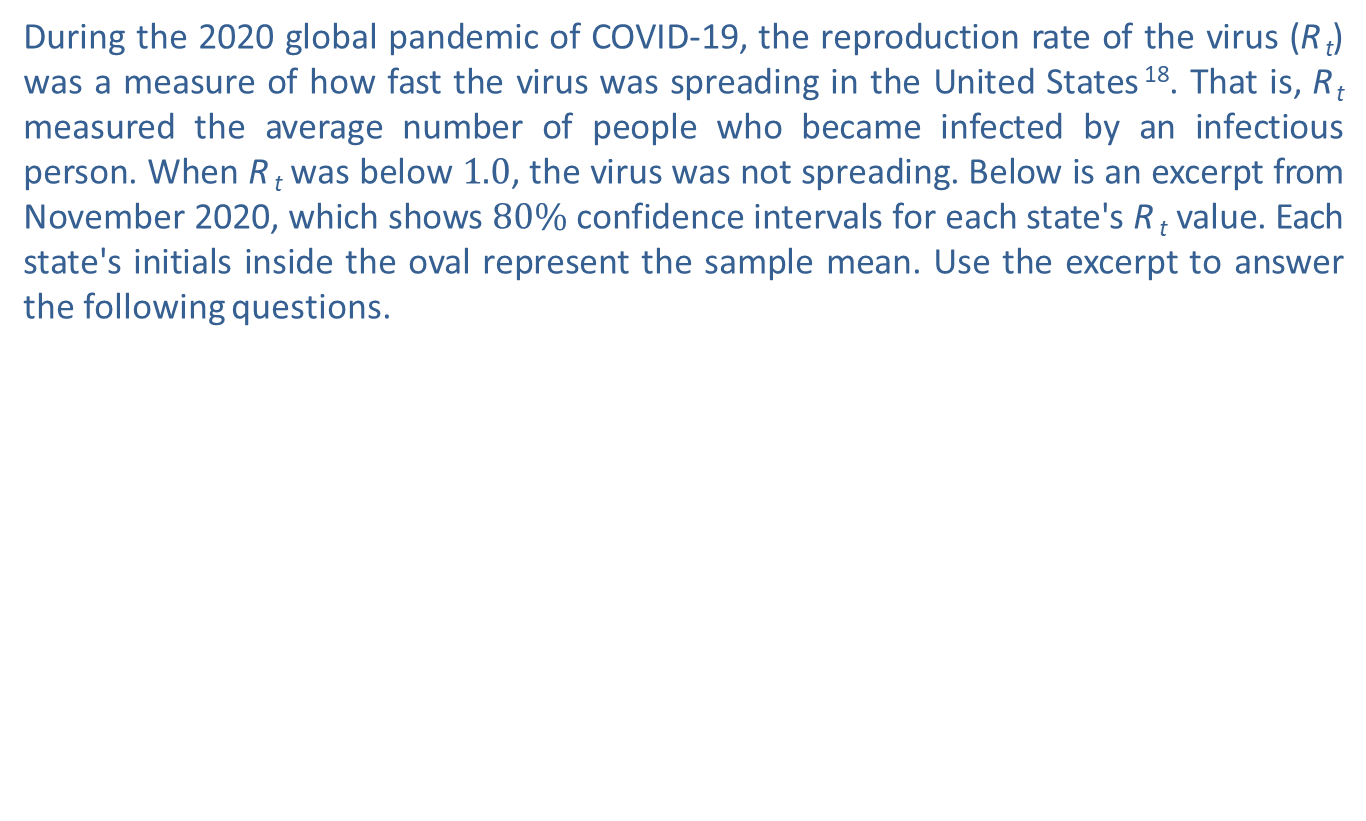 During the 2020 global pandemic of COVID-19, the reproduction rate of the virus (R t)
was a measure of how fast the virus was spreading in the United States 18. That is, R t
measured the average number of people who became infected by an infectious
person. When R t was below 1.0, the virus was not spreading. Below is an excerpt from
November 2020, which shows 80% confidence intervals for each state's R t value. Each
state's initials inside the oval represent the sample mean. Use the excerpt to answer
the following questions.